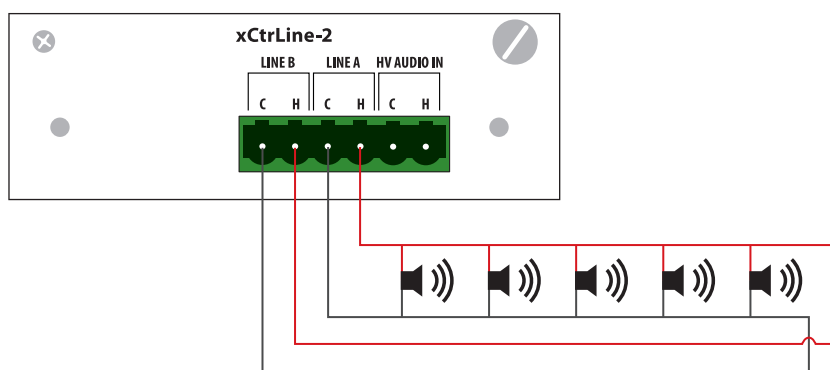 xCtrLine-2
LINE B LINE A HV AUDIO IN
C H C H C H